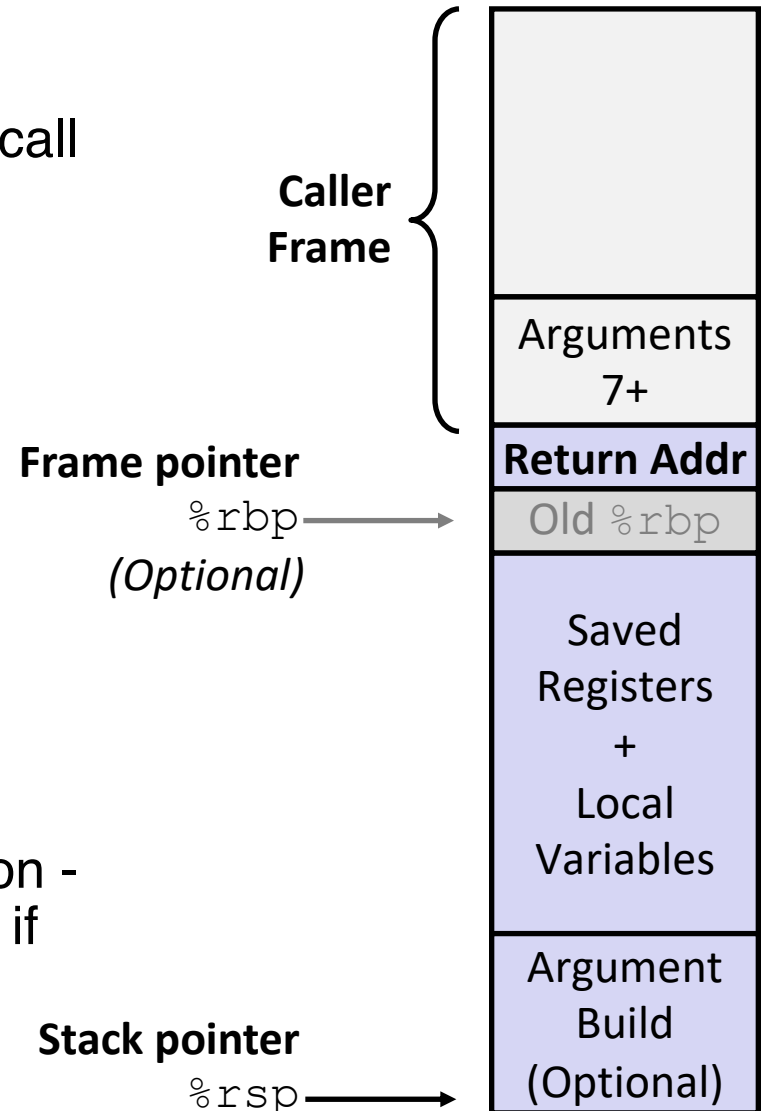 call
Caller
Frame
Arguments
7+
Frame pointer
%rbp
(Optional)
Return Addr
Old %rbp
Saved
Registers
+
Local
Variables
on -
if
Argument
Build
(Optional)
Stack pointer
%rsp